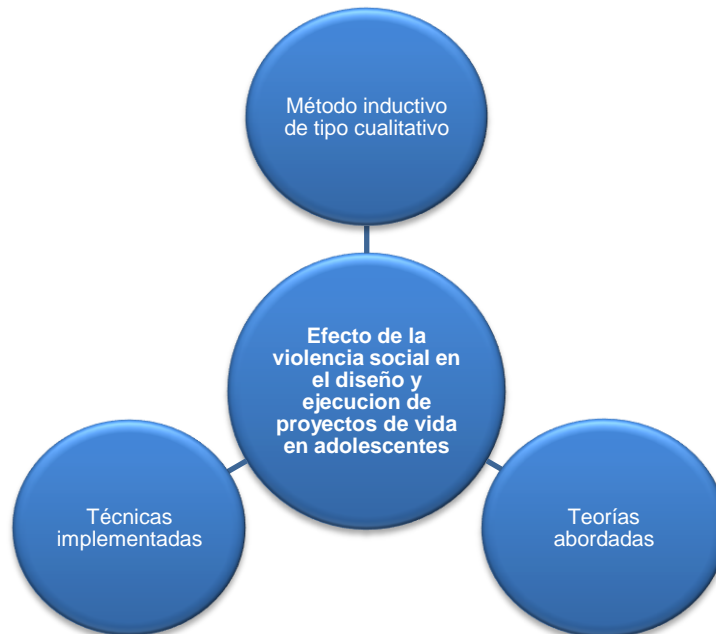 Método inductivo
de tipo cualitativo
Efecto de la
violencia social en
el diseño y
ejecucion de
proyectos de vida
en adolescentes
Técnicas
implementadas
Teorías
abordadas